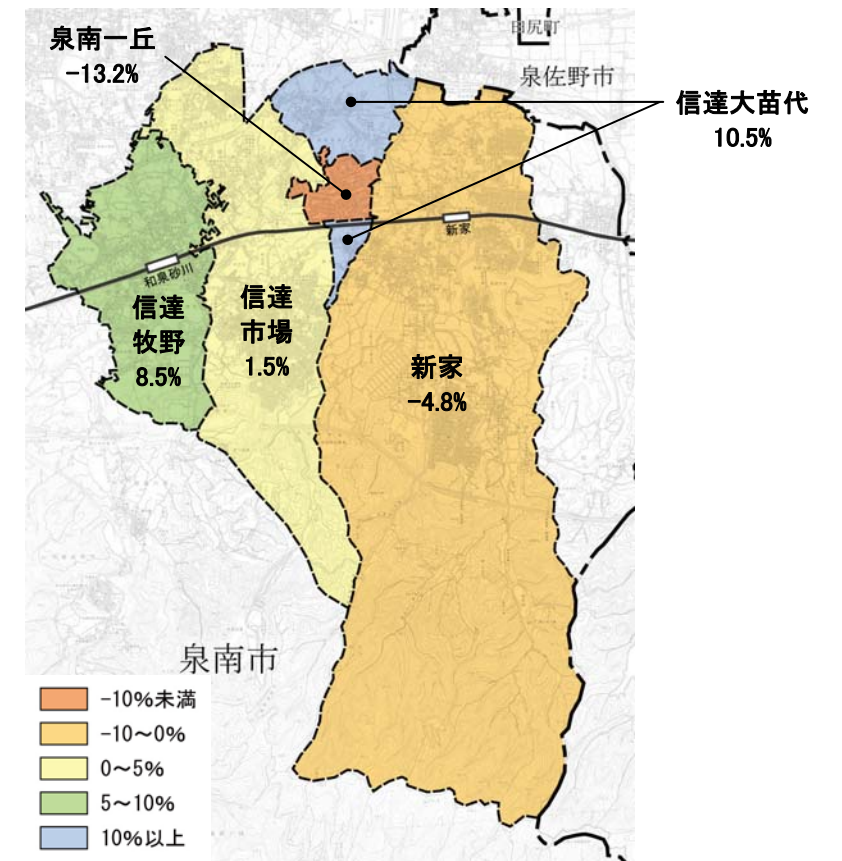 泉南一丘
-13.2%
田尻町
泉佐野市
信達大苗代
10.5%
新家
和泉砂川
信達
牧野
8.5%
信達
市場
1.5%
新家
-4.8%
泉南市
-10%未満
-10～0%
0～5%
5～10%
10%以上